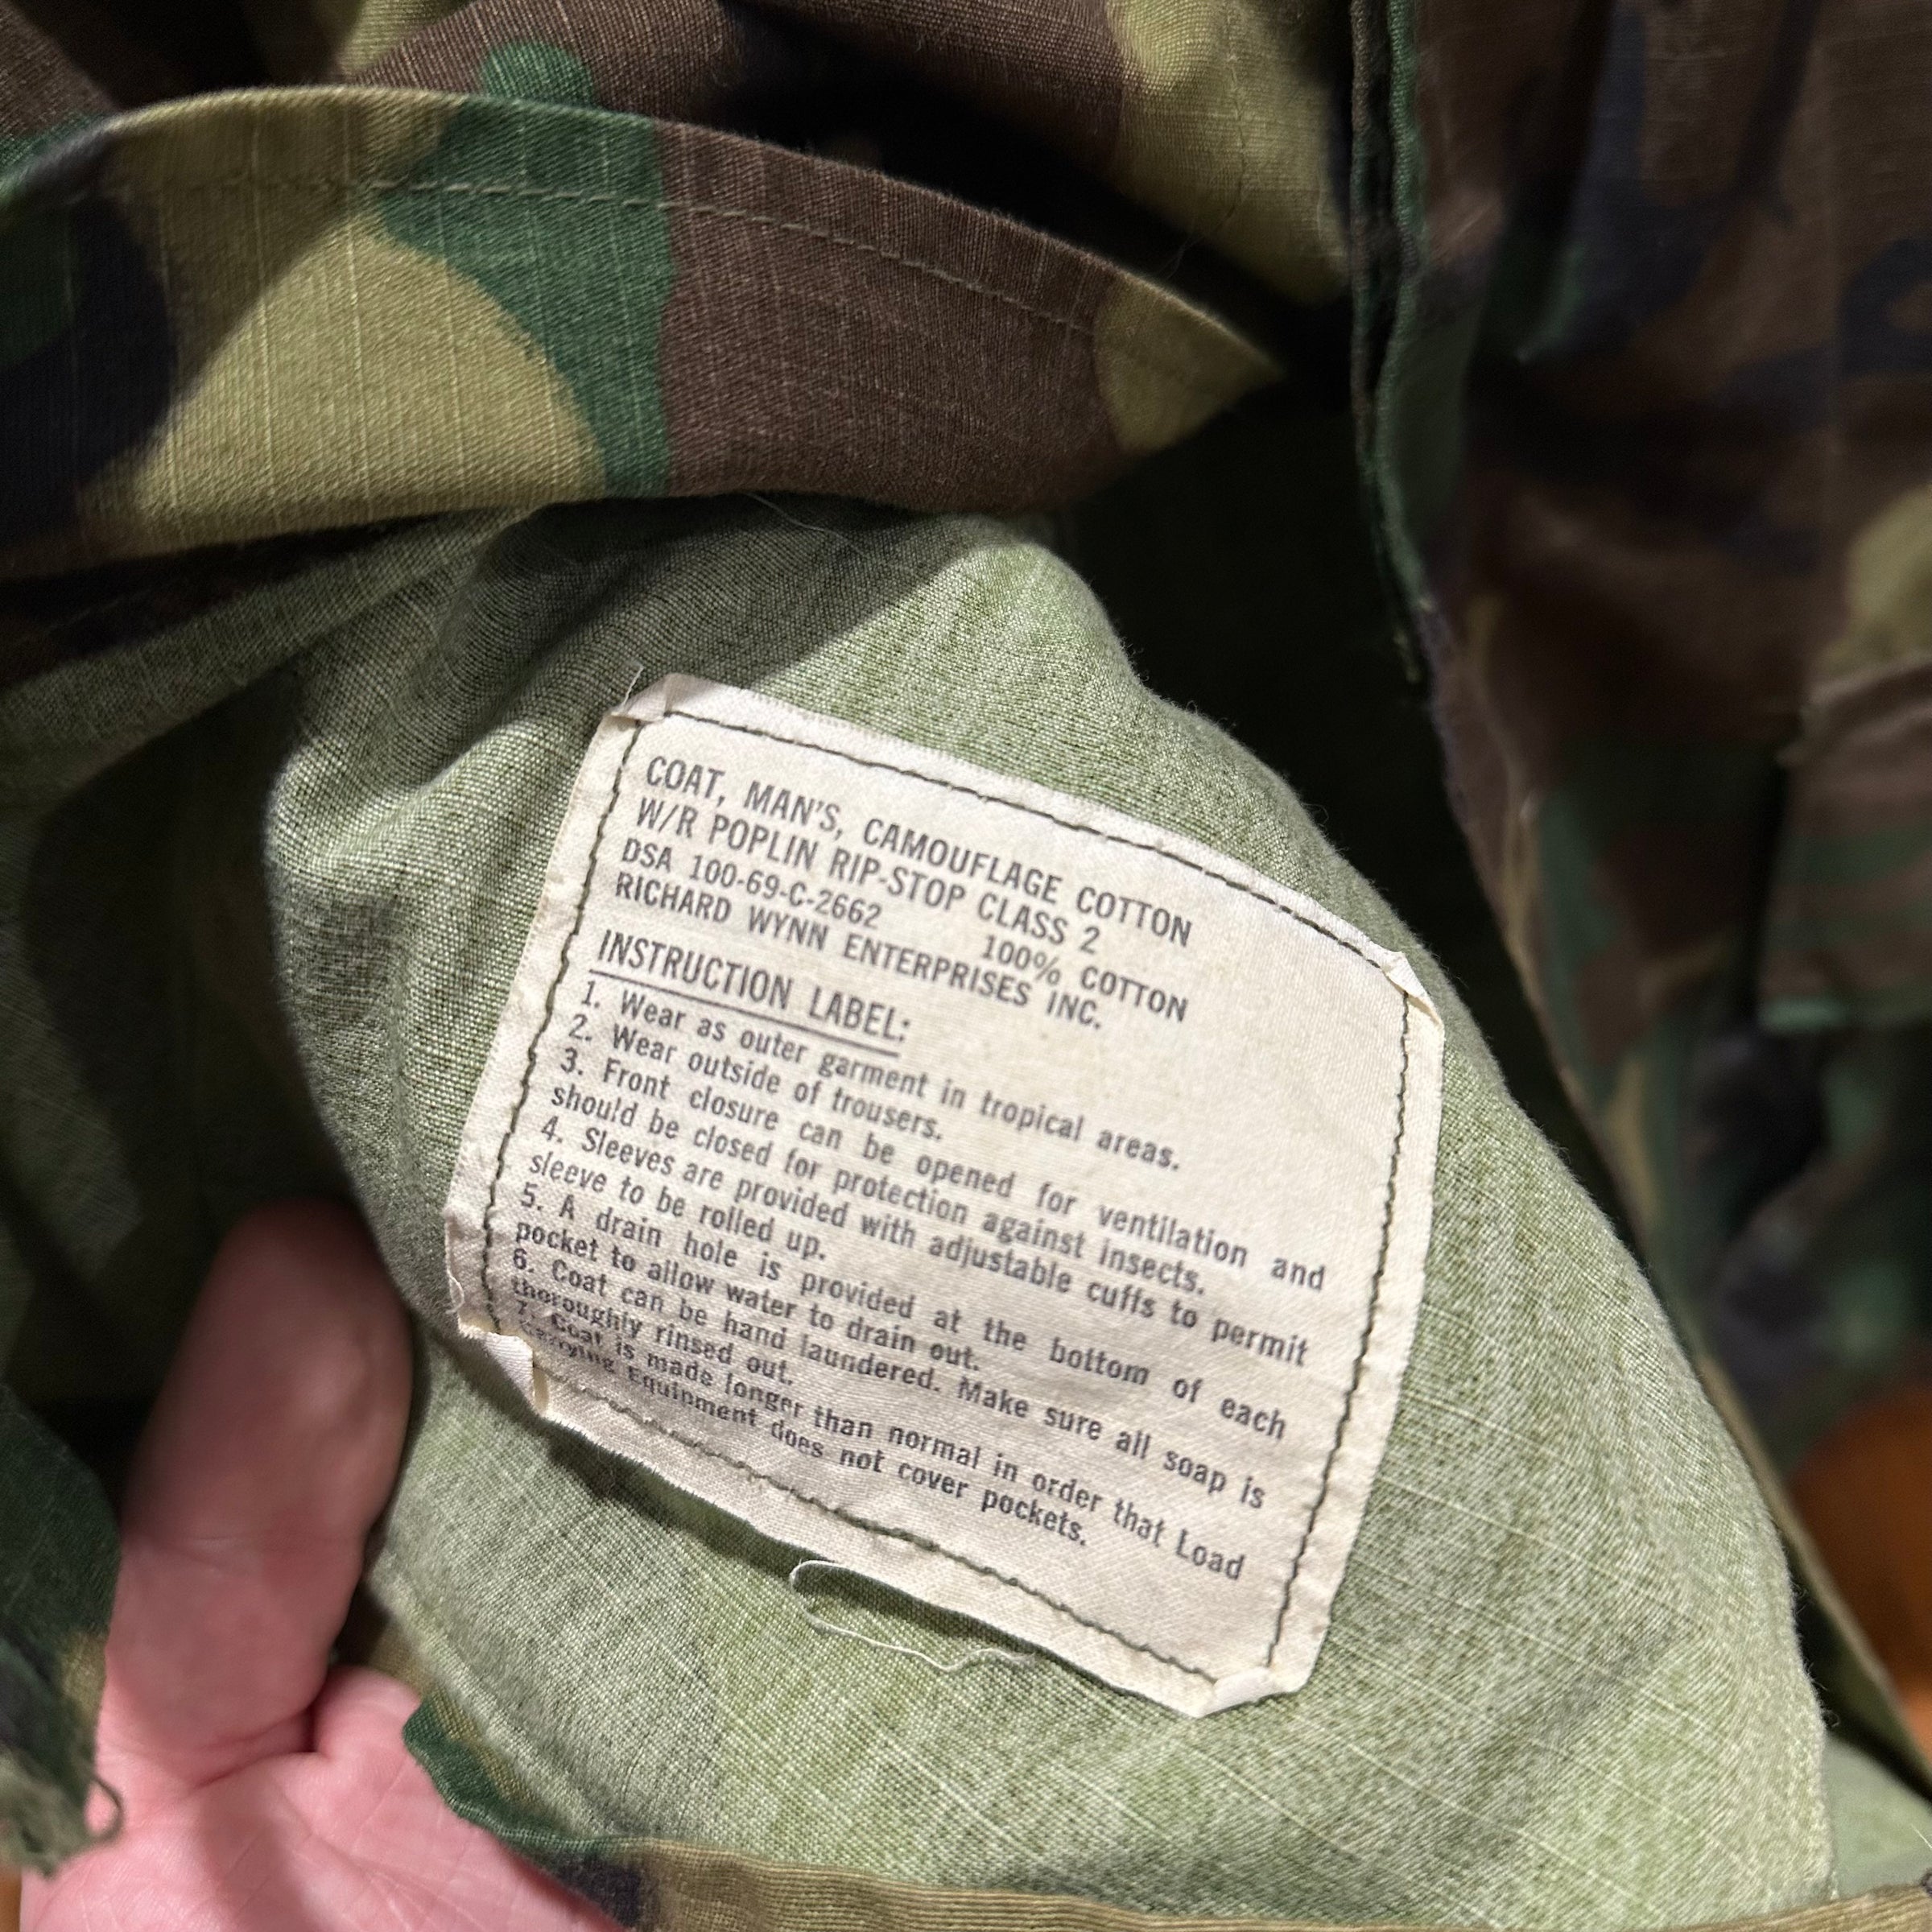 COAT, MAN'S, CAMOUFLAGE COTTON
W/R POPLIN RIP-STOP CLASS 2
DSA 100-69-C-2662 100% COTTON
RICHARD WYNN ENTERPRISES INC.
INSTRUCTION LABEL:
1. Wear as outer garment in tropical areas.
2. Wear outside of trousers.
3. Front closure can be opened for ventilation and
should be closed for protection against insects.
4. Sleeves are provided with adjustable cuffs to permit
sleeve to be rolled up.
5. A drain hole is provided at the bottom of each
pocket to allow water to drain out.
6. Coat can be hand laundered. Make sure all soap is
thoroughly rinsed out.
7. Coat is made longer than normal in order that Load
Carrying Equipment does not cover pockets.